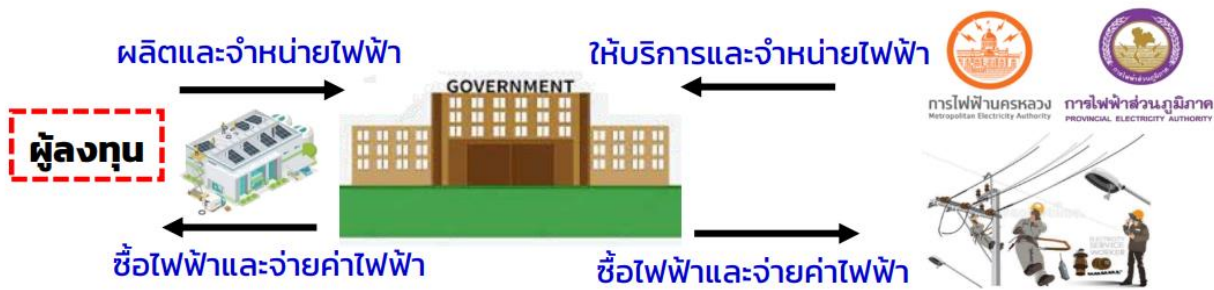 ผลิตและจำหน่ายไฟฟ้า
ให้บริการและจำหน่ายไฟฟ้า
GOVERNMENT
การไฟฟ้านครหลวง
Metropolitan Electricity Authority
การไฟฟ้าส่วนภูมิภาค
PROVINCIAL ELECTRICITY AUTHORITY
ผู้ลงทุน
ELECTRICITY
SERVICE
WORKER
ซื้อไฟฟ้าและจ่ายค่าไฟฟ้า
ซื้อไฟฟ้าและจ่ายค่าไฟฟ้า